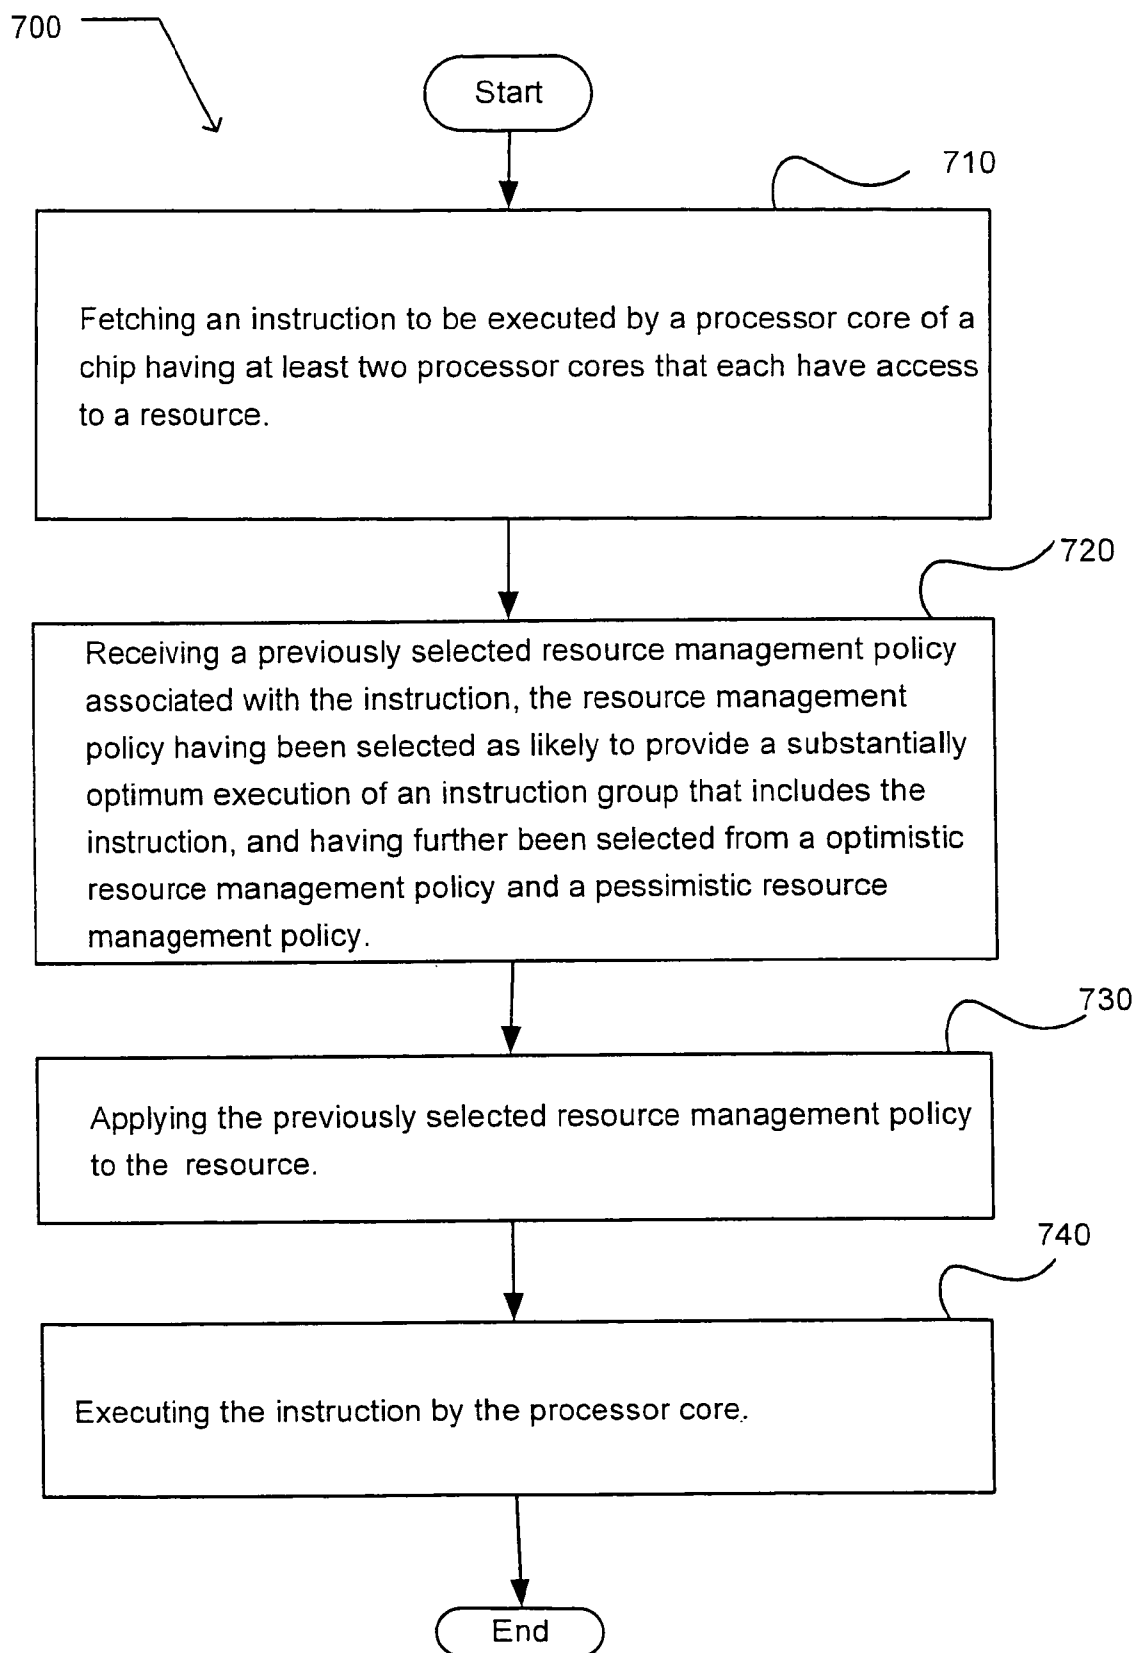 700
Start
710
Fetching an instruction to be executed by a processor core of a
chip having at least two processor cores that each have access
to a resource.
720
Receiving a previously selected resource management policy
associated with the instruction, the resource management
policy having been selected as likely to provide a substantially
optimum execution of an instruction group that includes the
instruction, and having further been selected from a optimistic
resource management policy and a pessimistic resource
management policy.
730
Applying the previously selected resource management policy
to the resource.
740
Executing the instruction by the processor core.
End